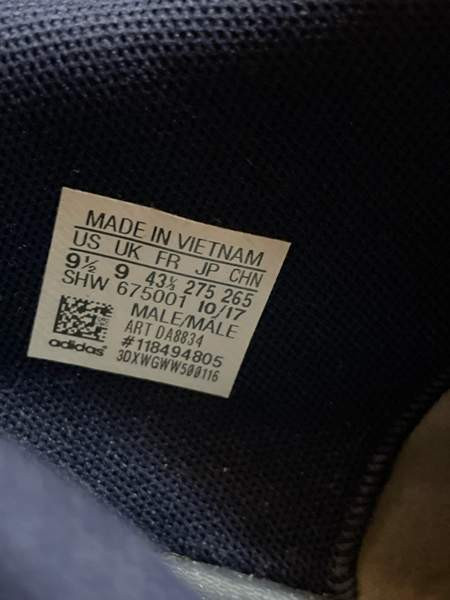 MADE IN VIETNAM
US UK FR JP CHN
9½ 9 43⅓ 275 265
SHW 675001 10/17
MALE/MALE
ART DA8834
#118494805
adidas 3DXWGWW500116